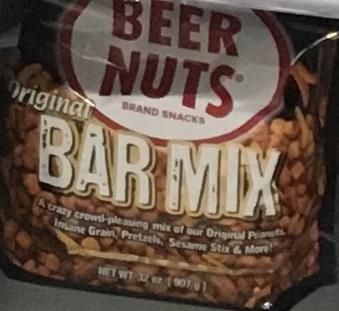 BEER
NUTS®
BRAND SNACKS
Original
BAR MIX
A crazy crowd-pleasing mix of our Original Peanuts,
Insane Grain, Pretzels, Sesame Stix & More!
NET WT 32 oz (907 g)